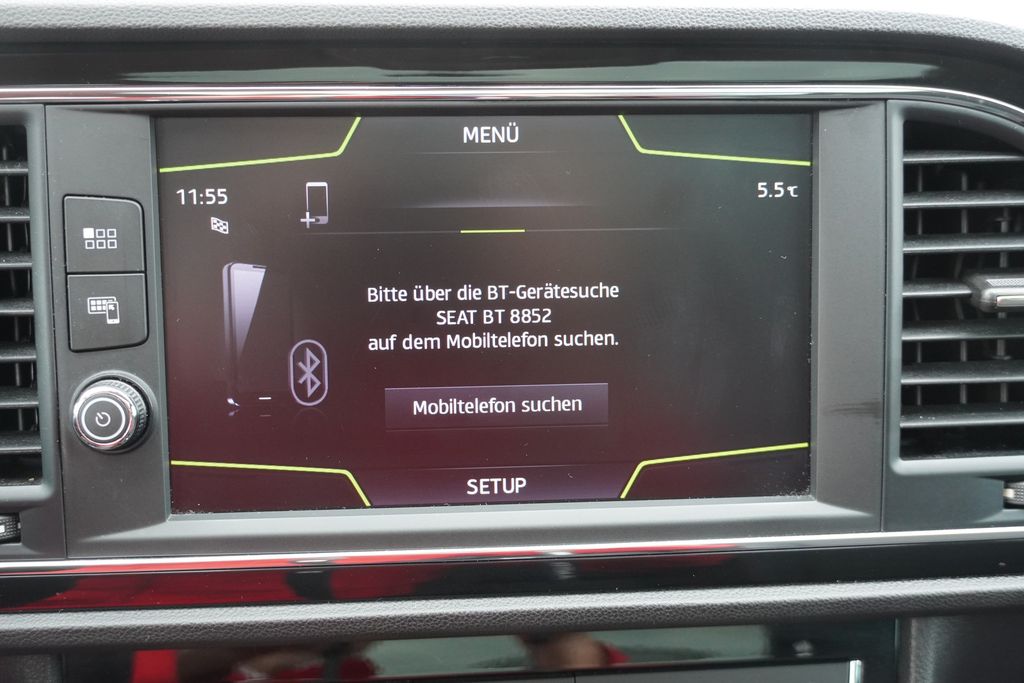 MENÜ
11:55
5.5℃
Bitte über die BT-Gerätesuche
SEAT BT 8852
auf dem Mobiltelefon suchen.
Mobiltelefon suchen
SETUP